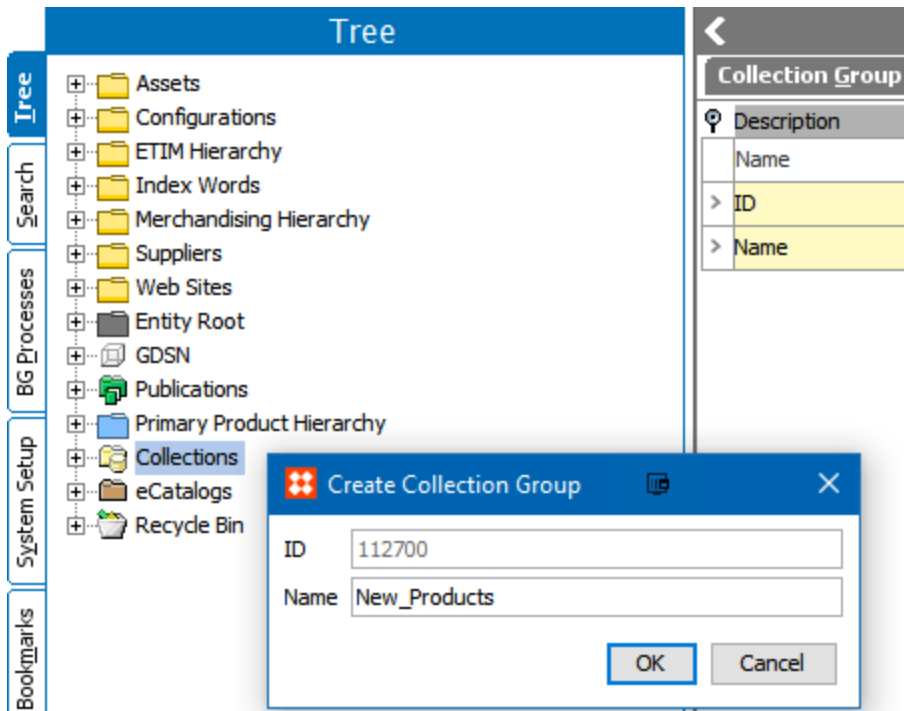 Tree
Assets
Configurations
ETIM Hierarchy
Index Words
Merchandising Hierarchy
Suppliers
Web Sites
Entity Root
GDSN
Publications
Primary Product Hierarchy
Collections
eCatalogs
Recycle Bin
Tree
Search
BG Processes
System Setup
Bookmarks
Collection Group
Description
Name
ID
Name
Create Collection Group
ID 112700
Name New_Products
OK Cancel